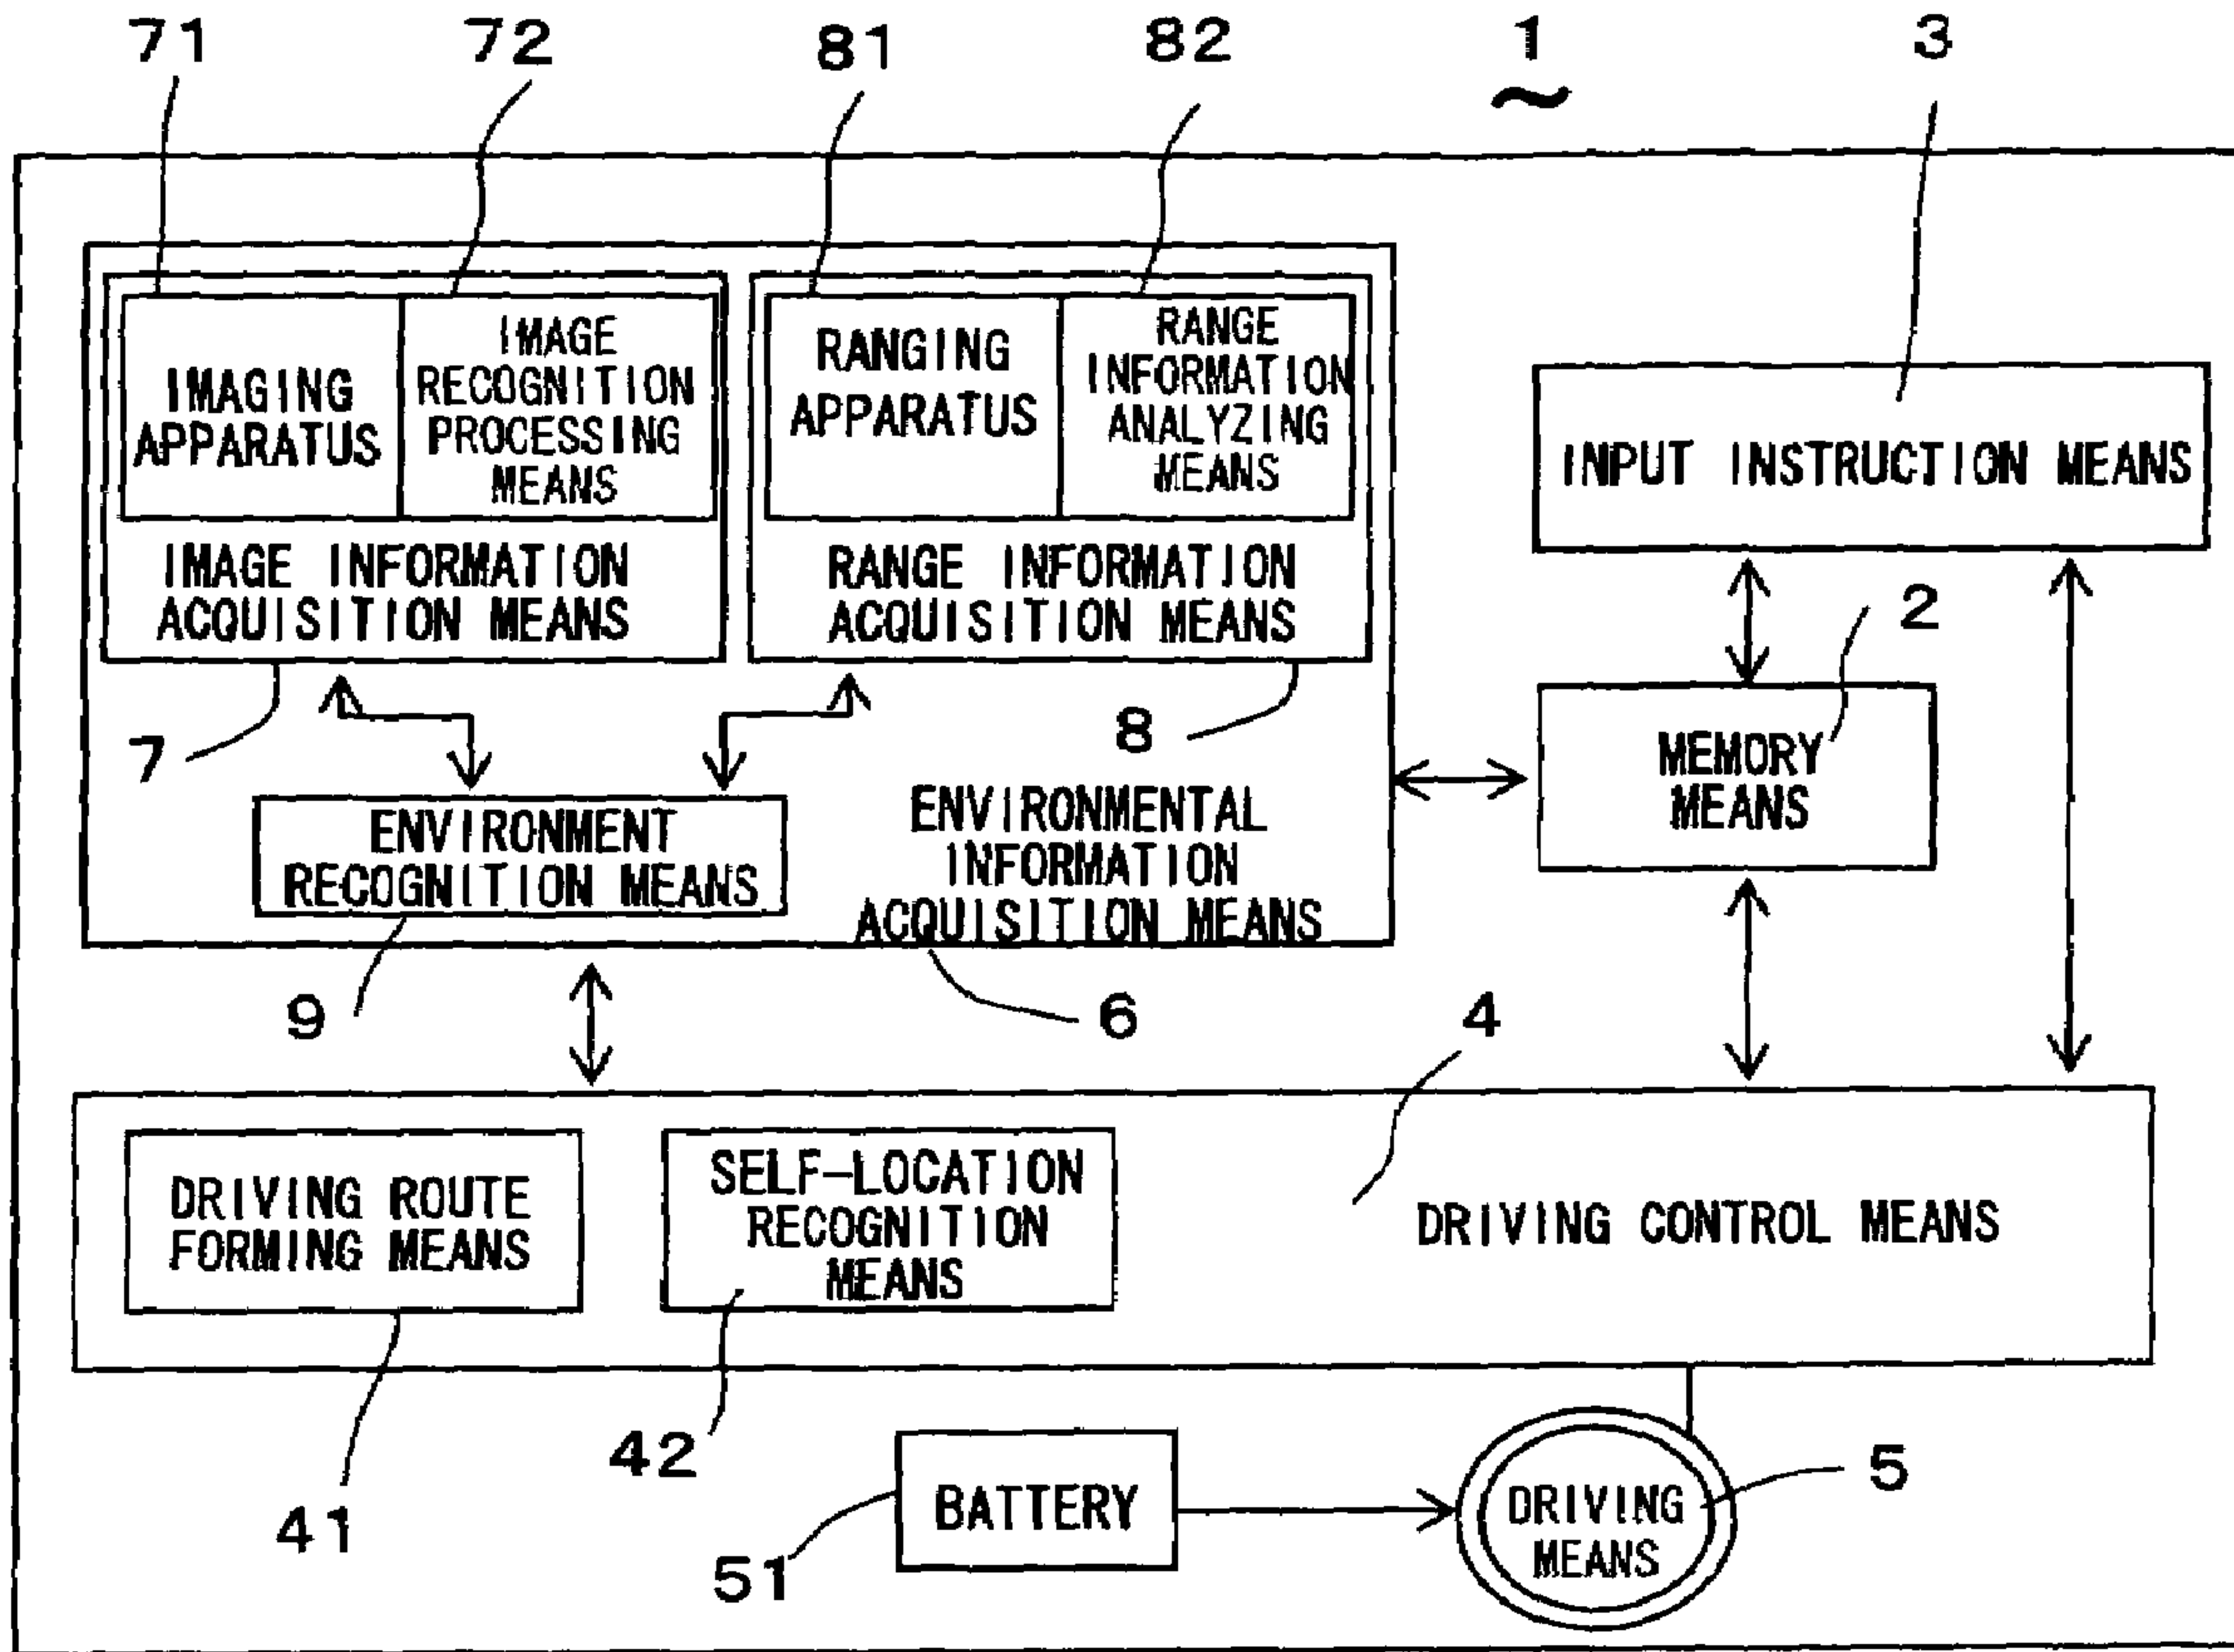 71
72
81
82
1
~
3
IMAGING
APPARATUS
IMAGE
RECOGNITION
PROCESSING
MEANS
RANGING
APPARATUS
RANGE
INFORMATION
ANALYZING
MEANS
INPUT INSTRUCTION MEANS
IMAGE INFORMATION
ACQUISITION MEANS
RANGE INFORMATION
ACQUISITION MEANS
2
7
8
MEMORY
MEANS
ENVIRONMENT
RECOGNITION MEANS
ENVIRONMENTAL
INFORMATION
ACQUISITION MEANS
9
6
4
DRIVING ROUTE
FORMING MEANS
SELF-LOCATION
RECOGNITION
MEANS
DRIVING CONTROL MEANS
41
42
51
BATTERY
DRIVING
MEANS
5